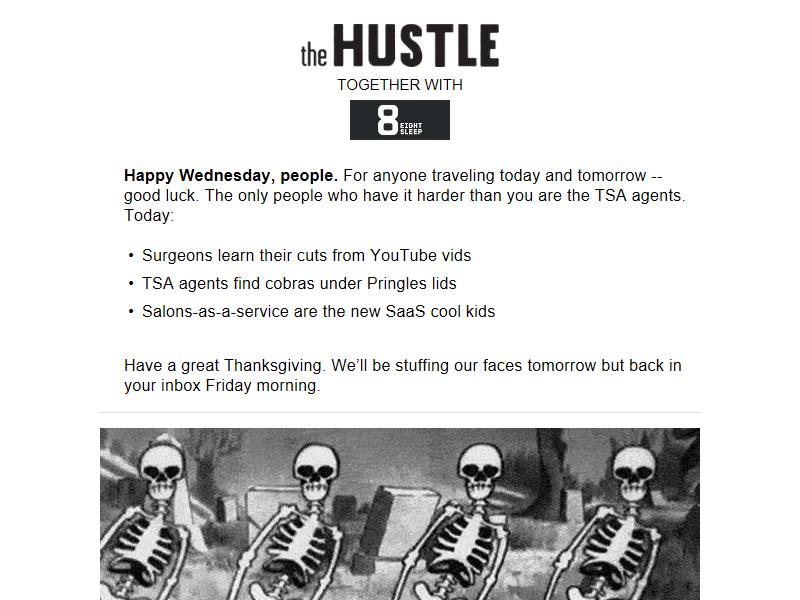 the HUSTLE
TOGETHER WITH
8 EIGHT
SLEEP
Happy Wednesday, people. For anyone traveling today and tomorrow --
good luck. The only people who have it harder than you are the TSA agents.
Today:
• Surgeons learn their cuts from YouTube vids
• TSA agents find cobras under Pringles lids
• Salons-as-a-service are the new SaaS cool kids
Have a great Thanksgiving. We’ll be stuffing our faces tomorrow but back in
your inbox Friday morning.